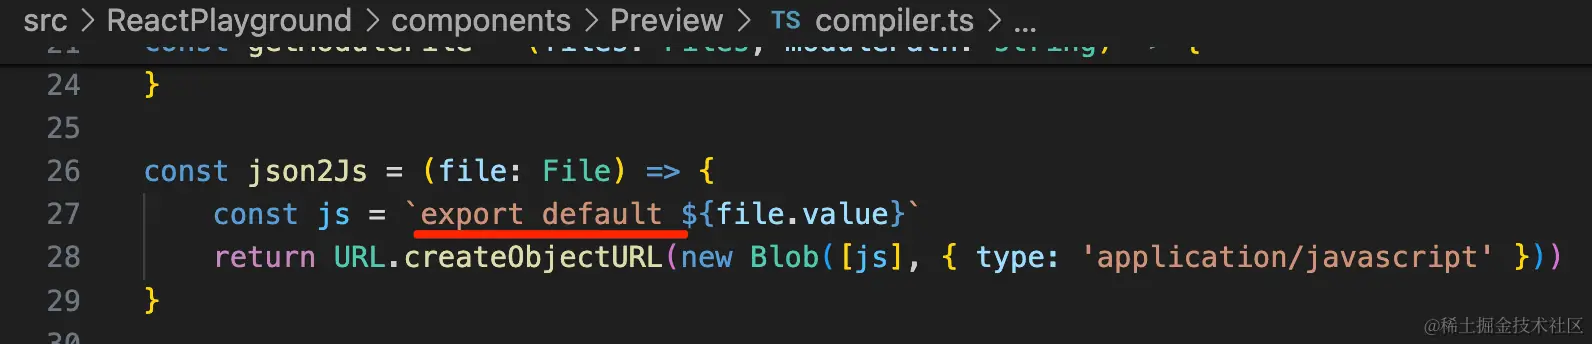 src > ReactPlayground > components > Preview > TS compiler.ts > ...
24 }
25
26 const json2Js = (file: File) => {
27 const js = `export default ${file.value}`
28 return URL.createObjectURL(new Blob([js], { type: 'application/javascript' }))
29 }
@稀土掘金技术社区